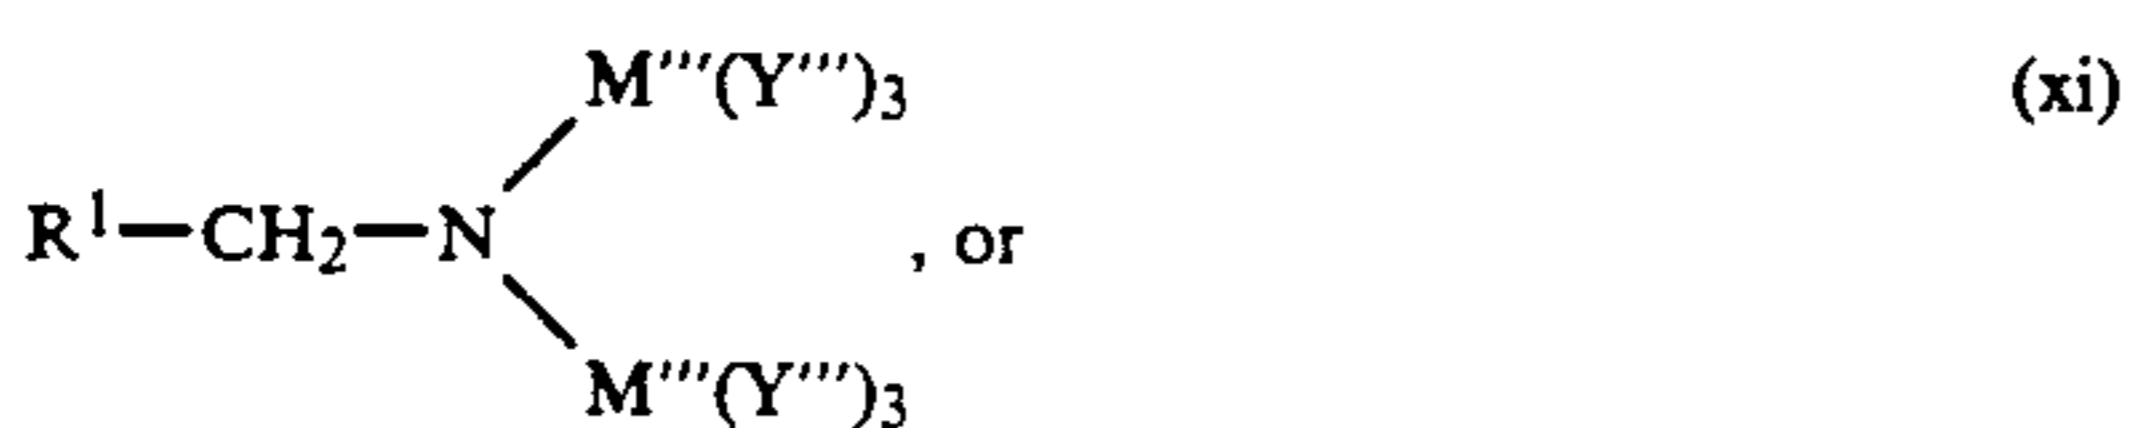 M‴(Y‴)₃ (xi)
R¹—CH₂—N , or
M‴(Y‴)₃